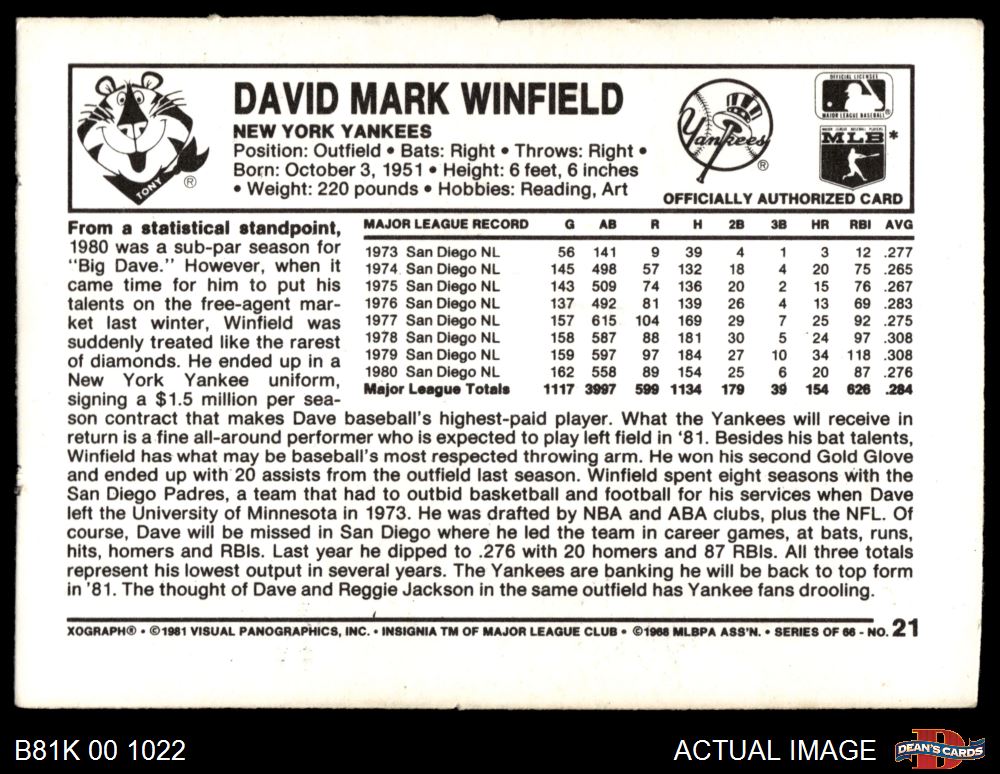 DAVID MARK WINFIELD
NEW YORK YANKEES
Position: Outfield • Bats: Right • Throws: Right •
Born: October 3, 1951 • Height: 6 feet, 6 inches
• Weight: 220 pounds • Hobbies: Reading, Art
TONY ®
Yankees ®
OFFICIAL LICENSEE
MAJOR LEAGUE BASEBALL
MAJOR LEAGUE BASEBALL PLAYERS
MLB*
OFFICIALLY AUTHORIZED CARD
From a statistical standpoint,
1980 was a sub-par season for
"Big Dave." However, when it
came time for him to put his
talents on the free-agent mar-
ket last winter, Winfield was
suddenly treated like the rarest
of diamonds. He ended up in a
New York Yankee uniform,
signing a $1.5 million per sea-
MAJOR LEAGUE RECORD G AB R H 2B 3B HR RBI AVG
1973 San Diego NL 56 141 9 39 4 1 3 12 .277
1974 San Diego NL 145 498 57 132 18 4 20 75 .265
1975 San Diego NL 143 509 74 136 20 2 15 76 .267
1976 San Diego NL 137 492 81 139 26 4 13 69 .283
1977 San Diego NL 157 615 104 169 29 7 25 92 .275
1978 San Diego NL 158 587 88 181 30 5 24 97 .308
1979 San Diego NL 159 597 97 184 27 10 34 118 .308
1980 San Diego NL 162 558 89 154 25 6 20 87 .276
Major League Totals 1117 3997 599 1134 179 39 154 626 .284
son contract that makes Dave baseball's highest-paid player. What the Yankees will receive in
return is a fine all-around performer who is expected to play left field in '81. Besides his bat talents,
Winfield has what may be baseball's most respected throwing arm. He won his second Gold Glove
and ended up with 20 assists from the outfield last season. Winfield spent eight seasons with the
San Diego Padres, a team that had to outbid basketball and football for his services when Dave
left the University of Minnesota in 1973. He was drafted by NBA and ABA clubs, plus the NFL. Of
course, Dave will be missed in San Diego where he led the team in career games, at bats, runs,
hits, homers and RBIs. Last year he dipped to .276 with 20 homers and 87 RBIs. All three totals
represent his lowest output in several years. The Yankees are banking he will be back to top form
in '81. The thought of Dave and Reggie Jackson in the same outfield has Yankee fans drooling.
XOGRAPH® • ©1981 VISUAL PANOGRAPHICS, INC. • INSIGNIA TM OF MAJOR LEAGUE CLUB • ©1968 MLBPA ASS'N. • SERIES OF 66 - NO. 21
B81K 00 1022
ACTUAL IMAGE
DEAN'S CARDS